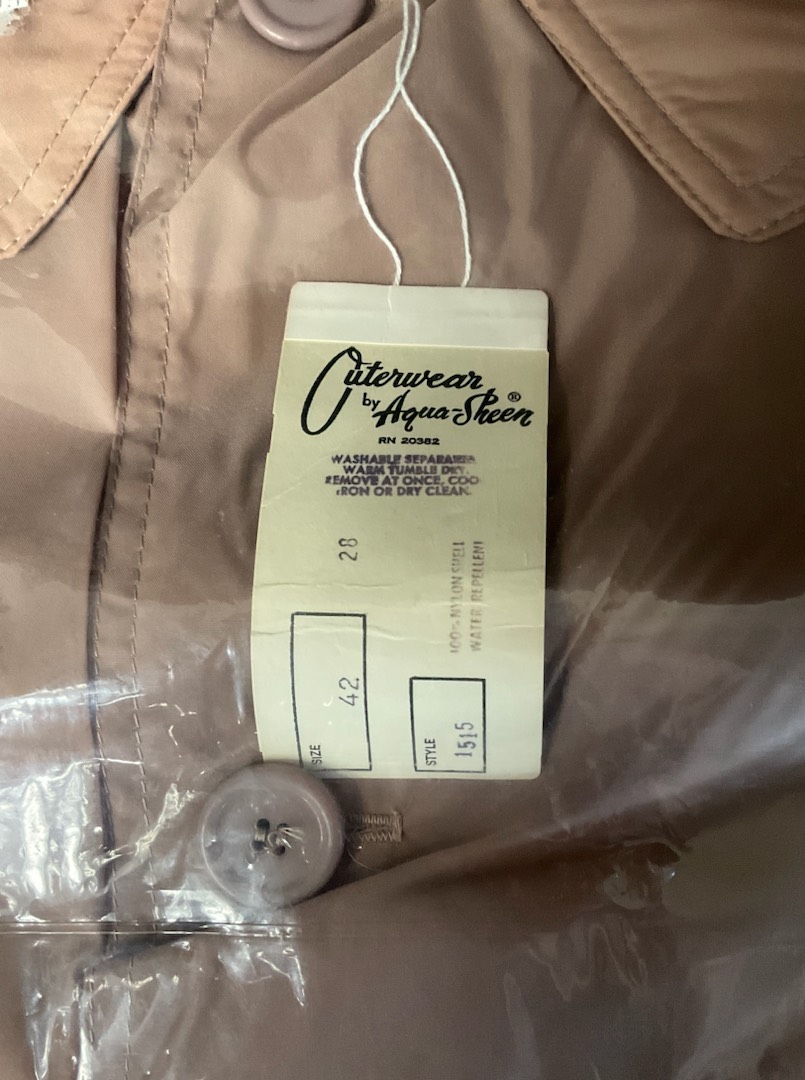 Outerwear
by Aqua-Sheen®
RN 20382
WASHABLE SEPARATELY
WARM TUMBLE DRY.
REMOVE AT ONCE, COO
IRON OR DRY CLEAN.
28
100% NYLON SHELL
WATER REPELLENT
SIZE 42
STYLE 1515